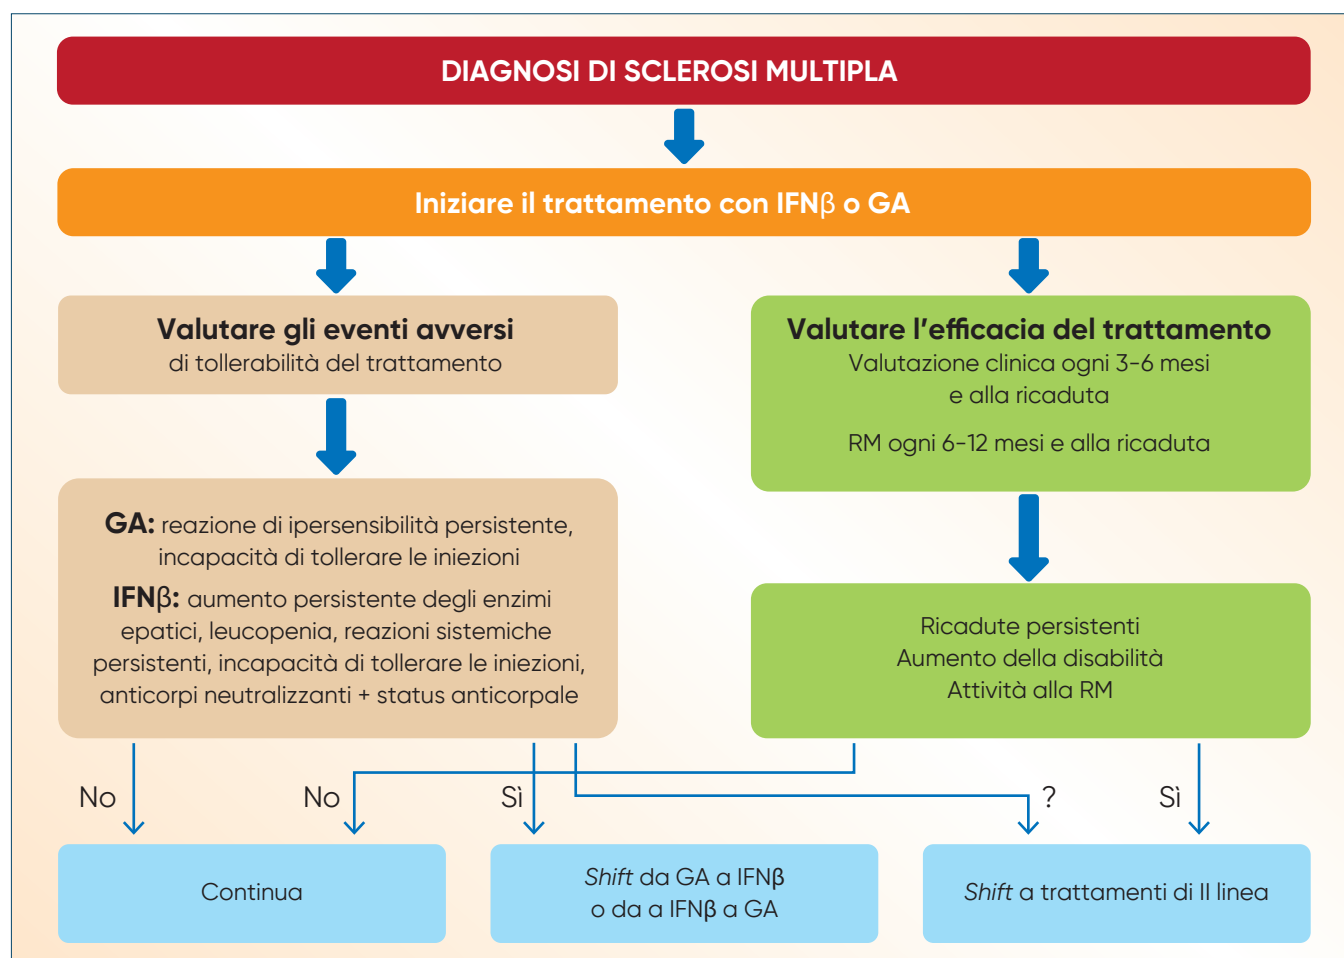 DIAGNOSI DI SCLEROSI MULTIPLA
Iniziare il trattamento con IFNβ o GA
Valutare gli eventi avversi
di tollerabilità del trattamento
Valutare l’efficacia del trattamento
Valutazione clinica ogni 3-6 mesi
e alla ricaduta
RM ogni 6-12 mesi e alla ricaduta
GA: reazione di ipersensibilità persistente,
incapacità di tollerare le iniezioni
IFNβ: aumento persistente degli enzimi
epatici, leucopenia, reazioni sistemiche
persistenti, incapacità di tollerare le iniezioni,
anticorpi neutralizzanti + status anticorpale
Ricadute persistenti
Aumento della disabilità
Attività alla RM
No
No
Sì
?
Sì
Continua
Shift da GA a IFNβ
o da a IFNβ a GA
Shift a trattamenti di II linea